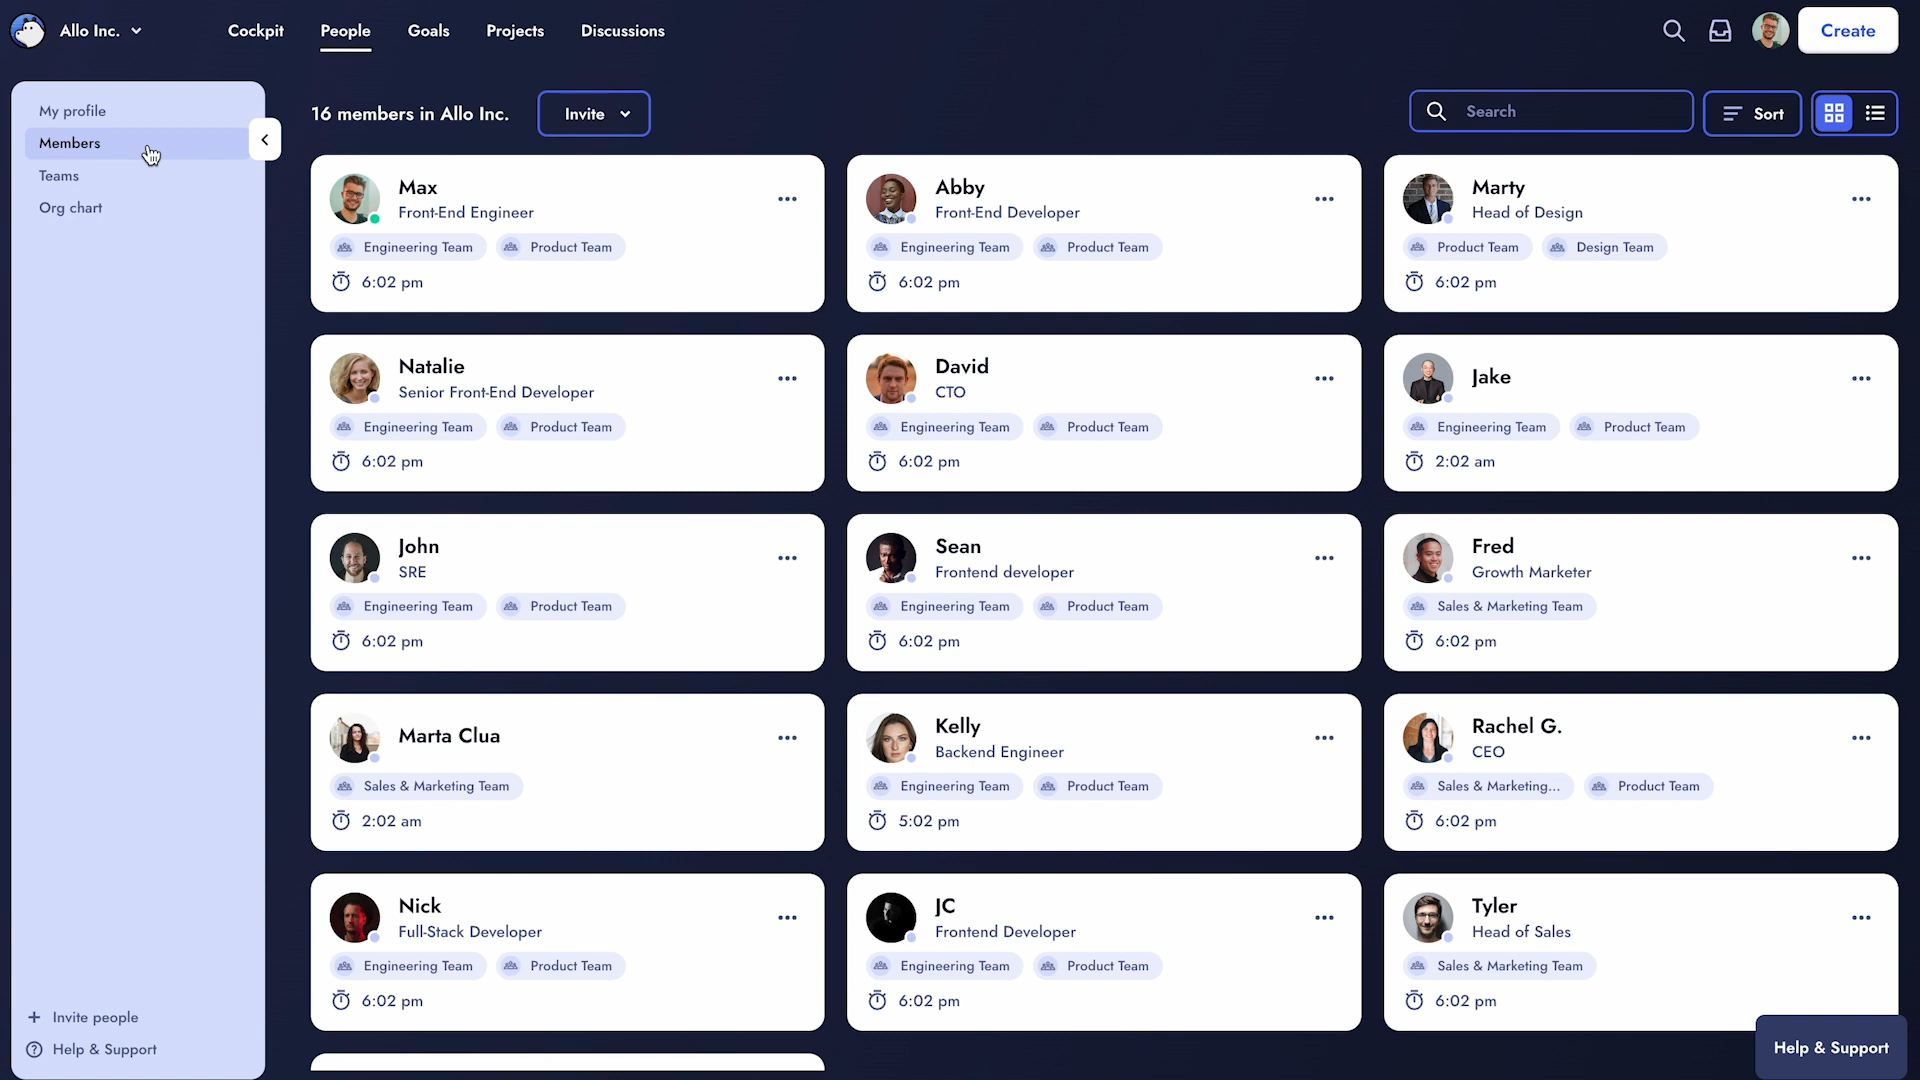 Allo Inc.
Cockpit
People
Goals
Projects
Discussions
Create
My profile
Members
Teams
Org chart
Invite people
Help & Support
16 members in Allo Inc.
Invite
Search
Sort
Max
Front-End Engineer
Engineering Team
Product Team
6:02 pm
Abby
Front-End Developer
Engineering Team
Product Team
6:02 pm
Marty
Head of Design
Product Team
Design Team
6:02 pm
Natalie
Senior Front-End Developer
Engineering Team
Product Team
6:02 pm
David
CTO
Engineering Team
Product Team
6:02 pm
Jake
Engineering Team
Product Team
2:02 am
John
SRE
Engineering Team
Product Team
6:02 pm
Sean
Frontend developer
Engineering Team
Product Team
6:02 pm
Fred
Growth Marketer
Sales & Marketing Team
6:02 pm
Marta Clua
Sales & Marketing Team
2:02 am
Kelly
Backend Engineer
Engineering Team
Product Team
5:02 pm
Rachel G.
CEO
Sales & Marketing...
Product Team
6:02 pm
Nick
Full-Stack Developer
Engineering Team
Product Team
6:02 pm
JC
Frontend Developer
Engineering Team
Product Team
6:02 pm
Tyler
Head of Sales
Sales & Marketing Team
6:02 pm
Help & Support